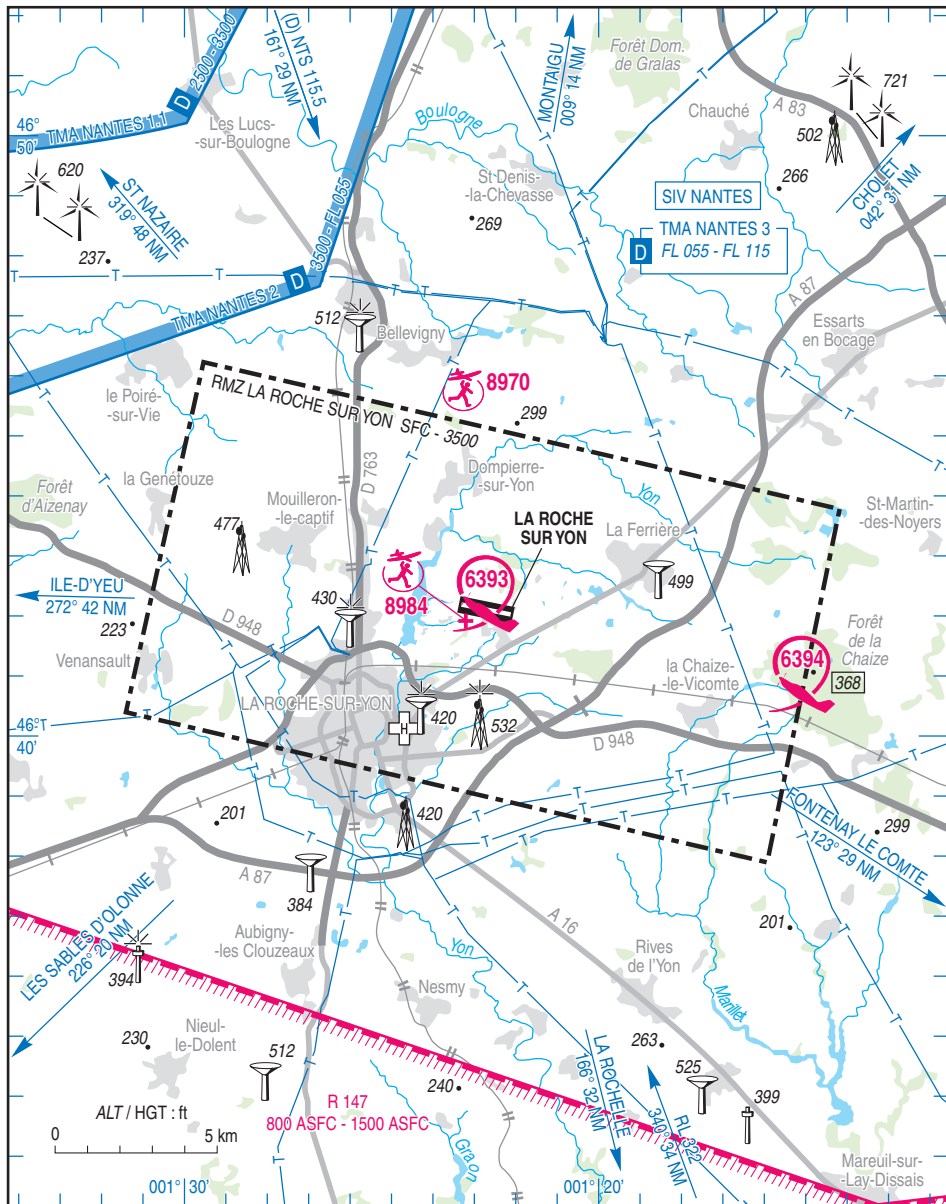 (D) NTS 115.5
161° 29 NM
MONTAIGU
009° 14 NM
Forêt Dom.
de Gralas
721
A 83
2500 - 3500
D
TMA NANTES 1.1
Les Lucs-
sur-Boulogne
Boulogne
Chauché
502
46°
50'
620
ST NAZAIRE
319° 48 NM
237
3500 - FL 055
D
TMA NANTES 2
St Denis
-la-Chevasse
269
266
CHOLET
042° 31 NM
SIV NANTES
TMA NANTES 3
D
FL 055 - FL 115
T
A 87
512
Bellevigny
Essarts
en Bocage
RMZ LA ROCHE SUR YON SFC - 3500
8970
299
le Poiré-
-sur-Vie
D 763
Dompierre-
-sur-Yon
la Genétouze
Mouilleron-
-le-captif
Yon
Forêt
d'Aizenay
477
LA ROCHE
SUR YON
La Ferrière
St-Martin-
-des-Noyers
8984
6393
499
ILE-D'YEU
272° 42 NM
430
223
D 948
Venansault
Forêt
de la
Chaize
6394
368
la Chaize-
-le-Vicomte
LA ROCHE-SUR-YON
H
420
532
46°
40'
D 948
201
420
299
FONTENAY LE COMTE
123° 29 NM
A 87
384
A 16
201
Aubigny-
-les Clouzeaux
LES SABLES D'OLONNE
226° 20 NM
394
Yon
Rives
de l'Yon
Nesmy
Marillet
230
Nieul-
-le-Dolent
512
263
525
399
240
LA ROCHELLE
166° 32 NM
RL 322
340° 34 NM
R 147
800 ASFC - 1500 ASFC
ALT / HGT : ft
0
5 km
Graon
Mareuil-sur-
-Lay-Dissais
001° 30'
001° 20'